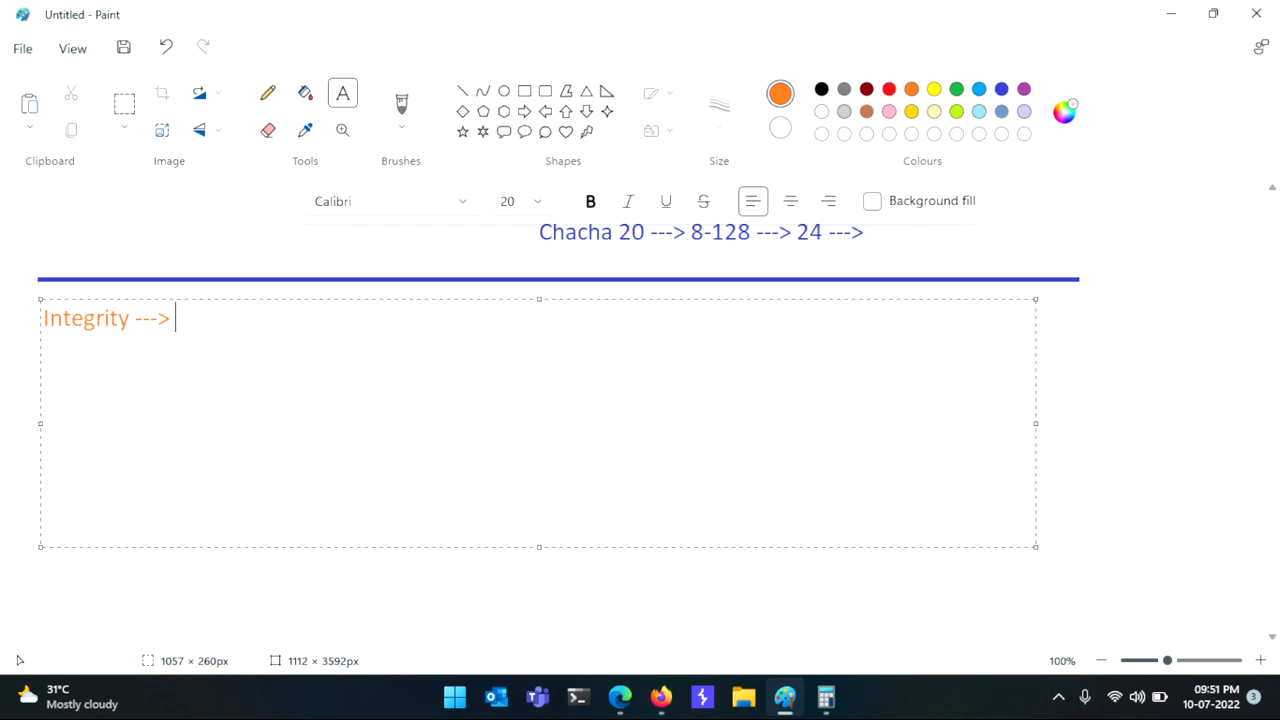 Untitled - Paint
File View
Clipboard Image Tools Brushes Shapes Size Colours
Calibri 20 B I U S Background fill
Chacha 20 ---> 8-128 ---> 24 --->
Integrity --->
1057 × 260px 1112 × 3592px 100%
31°C
Mostly cloudy
09:51 PM
10-07-2022
3